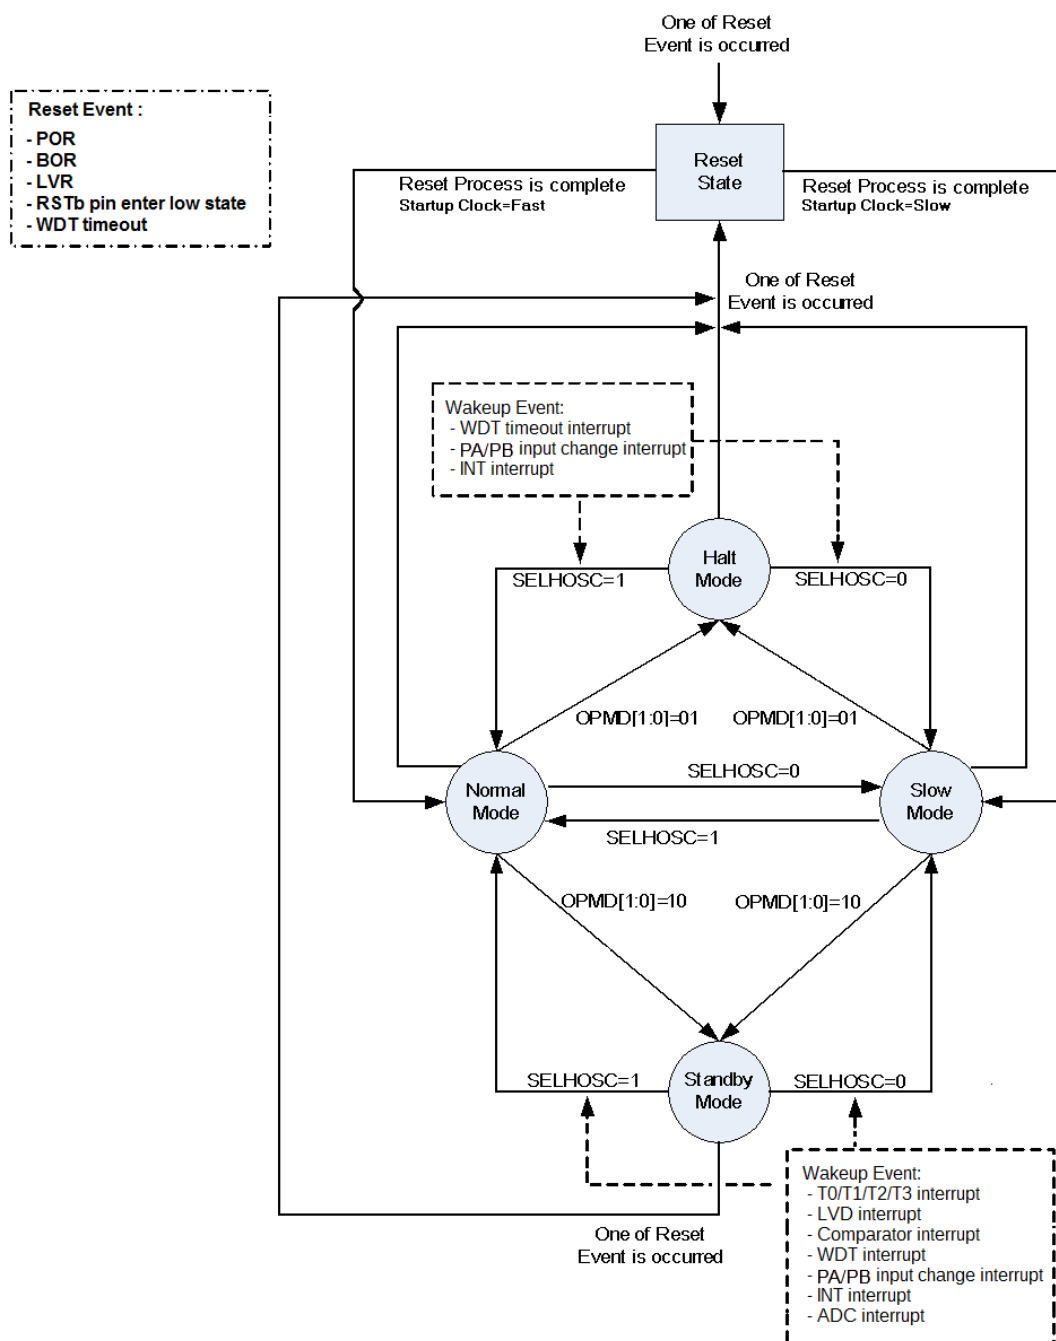 One of Reset
Event is occurred
Reset Event :
- POR
- BOR
- LVR
- RSTb pin enter low state
- WDT timeout
Reset
State
Reset Process is complete
Startup Clock=Fast
Reset Process is complete
Startup Clock=Slow
One of Reset
Event is occurred
Wakeup Event:
- WDT timeout interrupt
- PA/PB input change interrupt
- INT interrupt
Halt
Mode
SELHOSC=1
SELHOSC=0
OPMD[1:0]=01
OPMD[1:0]=01
SELHOSC=0
Normal
Mode
Slow
Mode
SELHOSC=1
OPMD[1:0]=10
OPMD[1:0]=10
SELHOSC=1
Standby
Mode
SELHOSC=0
One of Reset
Event is occurred
Wakeup Event:
- T0/T1/T2/T3 interrupt
- LVD interrupt
- Comparator interrupt
- WDT interrupt
- PA/PB input change interrupt
- INT interrupt
- ADC interrupt